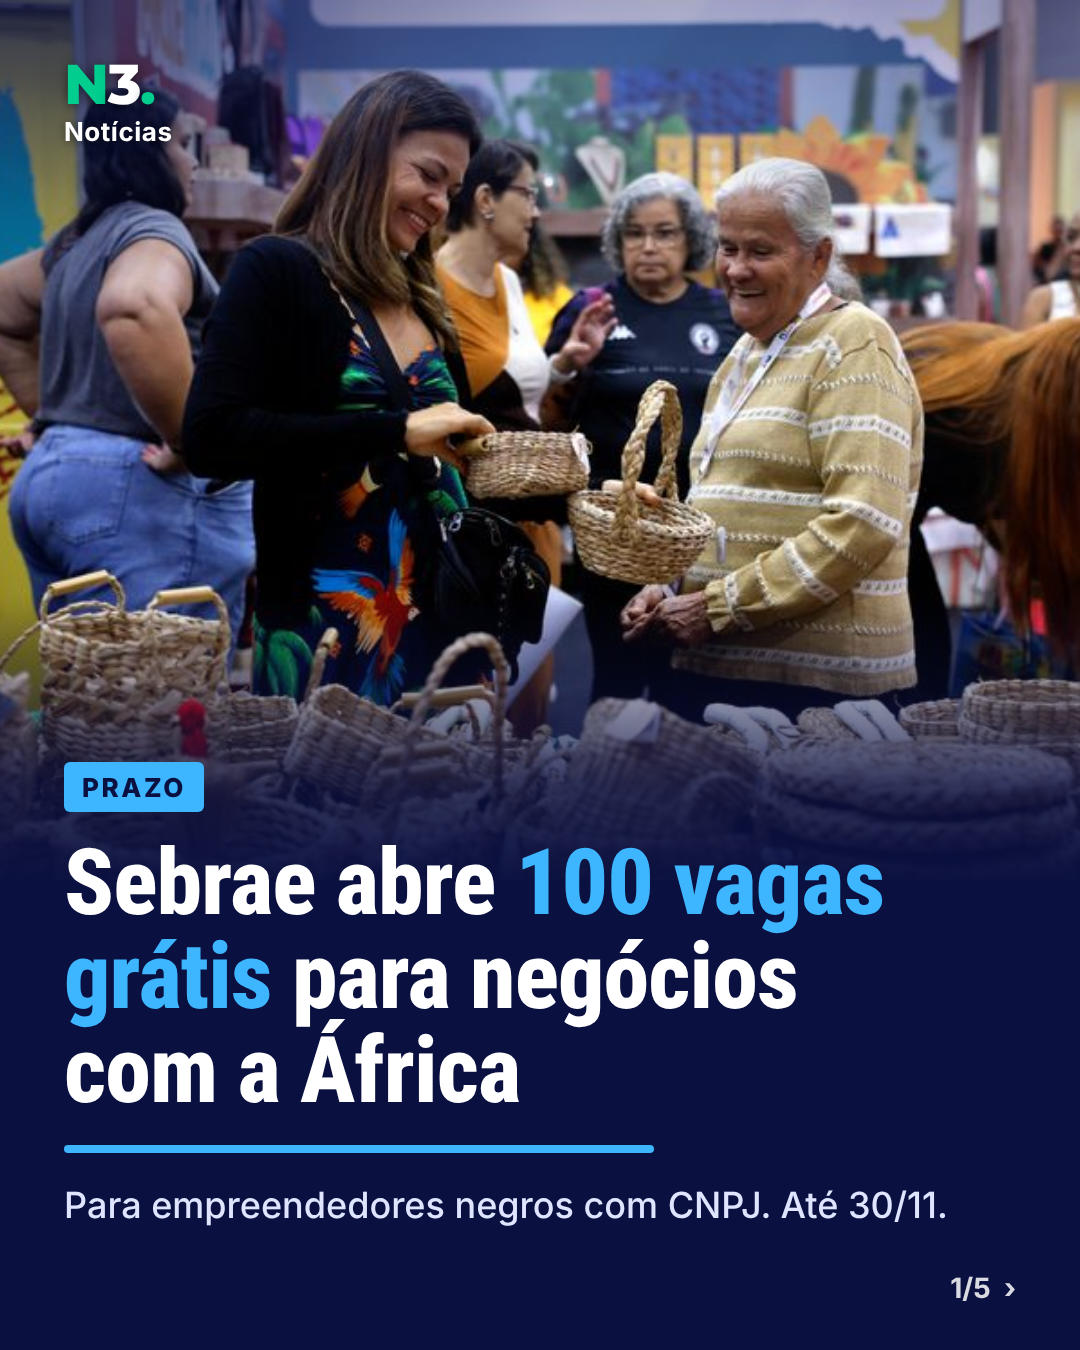 N3.
Notícias
PRAZO
Sebrae abre 100 vagas
grátis para negócios
com a África
Para empreendedores negros com CNPJ. Até 30/11.
1/5 ›